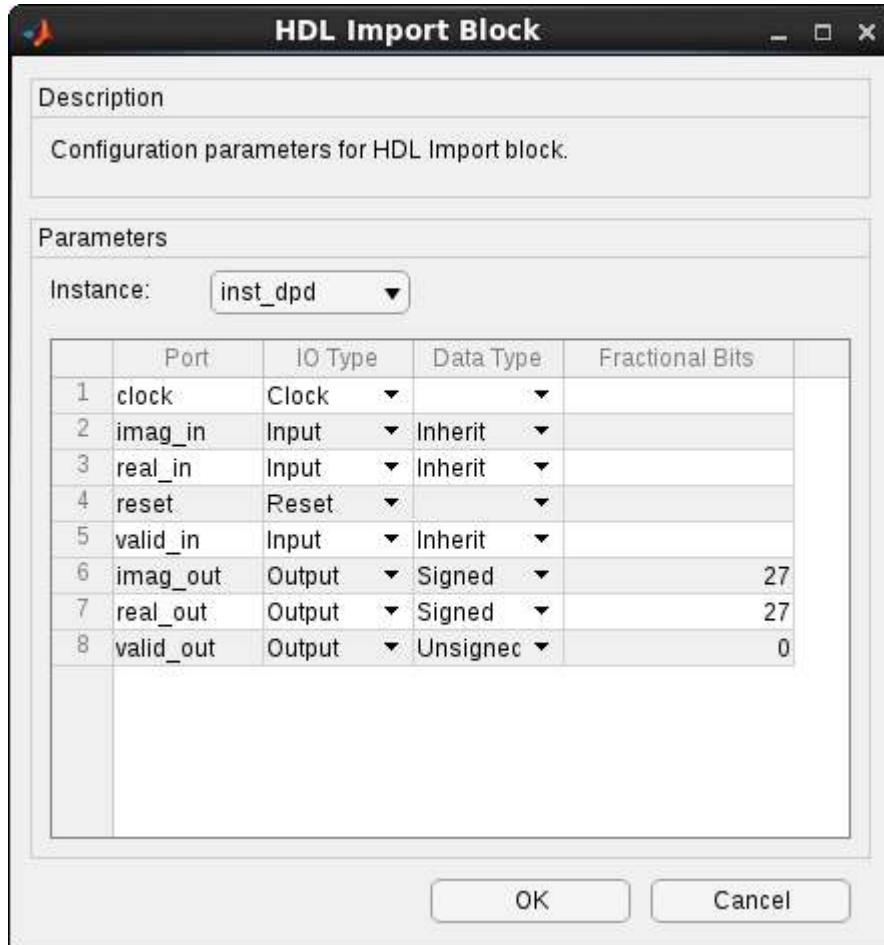 HDL Import Block
Description
Configuration parameters for HDL Import block.
Parameters
Instance: inst_dpd
Port IO Type Data Type Fractional Bits
1 clock Clock
2 imag_in Input Inherit
3 real_in Input Inherit
4 reset Reset
5 valid_in Input Inherit
6 imag_out Output Signed 27
7 real_out Output Signed 27
8 valid_out Output Unsignec 0
OK Cancel